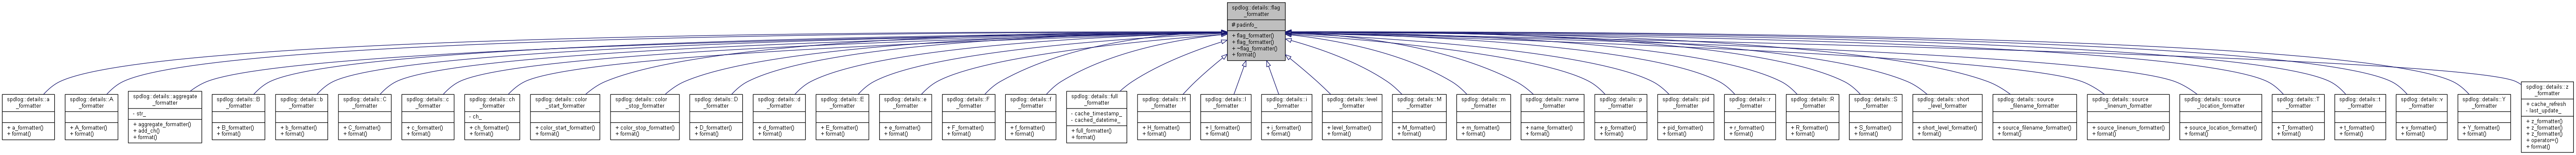 spdlog::details::flag
_formatter
# padinfo_
+ flag_formatter()
+ flag_formatter()
+ ~flag_formatter()
+ format()
spdlog::details::a
_formatter
+ a_formatter()
+ format()
spdlog::details::A
_formatter
+ A_formatter()
+ format()
spdlog::details::aggregate
_formatter
- str_
+ aggregate_formatter()
+ add_ch()
+ format()
spdlog::details::B
_formatter
+ B_formatter()
+ format()
spdlog::details::b
_formatter
+ b_formatter()
+ format()
spdlog::details::C
_formatter
+ C_formatter()
+ format()
spdlog::details::c
_formatter
+ c_formatter()
+ format()
spdlog::details::ch
_formatter
- ch_
+ ch_formatter()
+ format()
spdlog::details::color
_start_formatter
+ color_start_formatter()
+ format()
spdlog::details::color
_stop_formatter
+ color_stop_formatter()
+ format()
spdlog::details::D
_formatter
+ D_formatter()
+ format()
spdlog::details::d
_formatter
+ d_formatter()
+ format()
spdlog::details::E
_formatter
+ E_formatter()
+ format()
spdlog::details::e
_formatter
+ e_formatter()
+ format()
spdlog::details::F
_formatter
+ F_formatter()
+ format()
spdlog::details::f
_formatter
+ f_formatter()
+ format()
spdlog::details::full
_formatter
- cache_timestamp_
- cached_datetime_
+ full_formatter()
+ format()
spdlog::details::H
_formatter
+ H_formatter()
+ format()
spdlog::details::I
_formatter
+ I_formatter()
+ format()
spdlog::details::i
_formatter
+ i_formatter()
+ format()
spdlog::details::level
_formatter
+ level_formatter()
+ format()
spdlog::details::M
_formatter
+ M_formatter()
+ format()
spdlog::details::m
_formatter
+ m_formatter()
+ format()
spdlog::details::name
_formatter
+ name_formatter()
+ format()
spdlog::details::p
_formatter
+ p_formatter()
+ format()
spdlog::details::pid
_formatter
+ pid_formatter()
+ format()
spdlog::details::r
_formatter
+ r_formatter()
+ format()
spdlog::details::R
_formatter
+ R_formatter()
+ format()
spdlog::details::S
_formatter
+ S_formatter()
+ format()
spdlog::details::short
_level_formatter
+ short_level_formatter()
+ format()
spdlog::details::source
_filename_formatter
+ source_filename_formatter()
+ format()
spdlog::details::source
_linenum_formatter
+ source_linenum_formatter()
+ format()
spdlog::details::source
_location_formatter
+ source_location_formatter()
+ format()
spdlog::details::T
_formatter
+ T_formatter()
+ format()
spdlog::details::t
_formatter
+ t_formatter()
+ format()
spdlog::details::v
_formatter
+ v_formatter()
+ format()
spdlog::details::Y
_formatter
+ Y_formatter()
+ format()
spdlog::details::z
_formatter
+ cache_refresh
- last_update_
+ z_formatter()
+ z_formatter()
+ z_formatter()
+ operator=()
+ format()